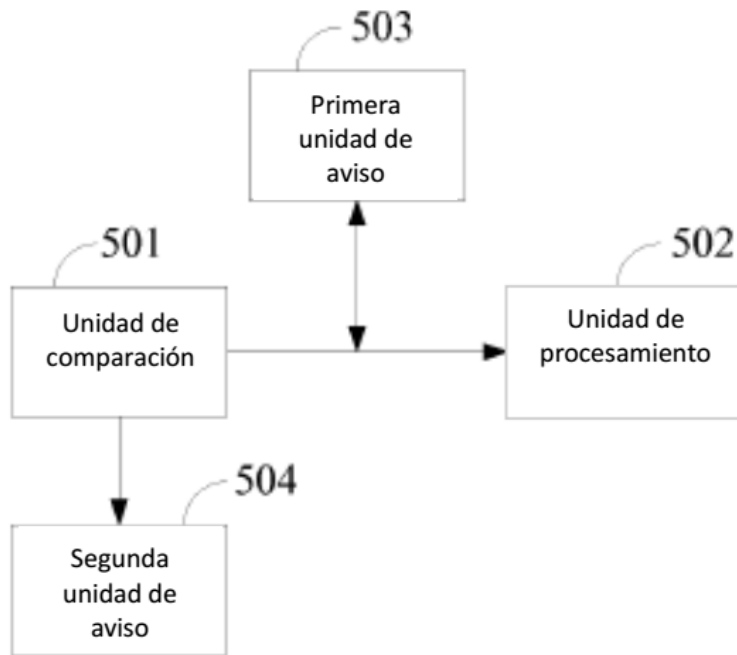 503
Primera
unidad de
aviso
501
Unidad de
comparación
502
Unidad de
procesamiento
504
Segunda
unidad de
aviso